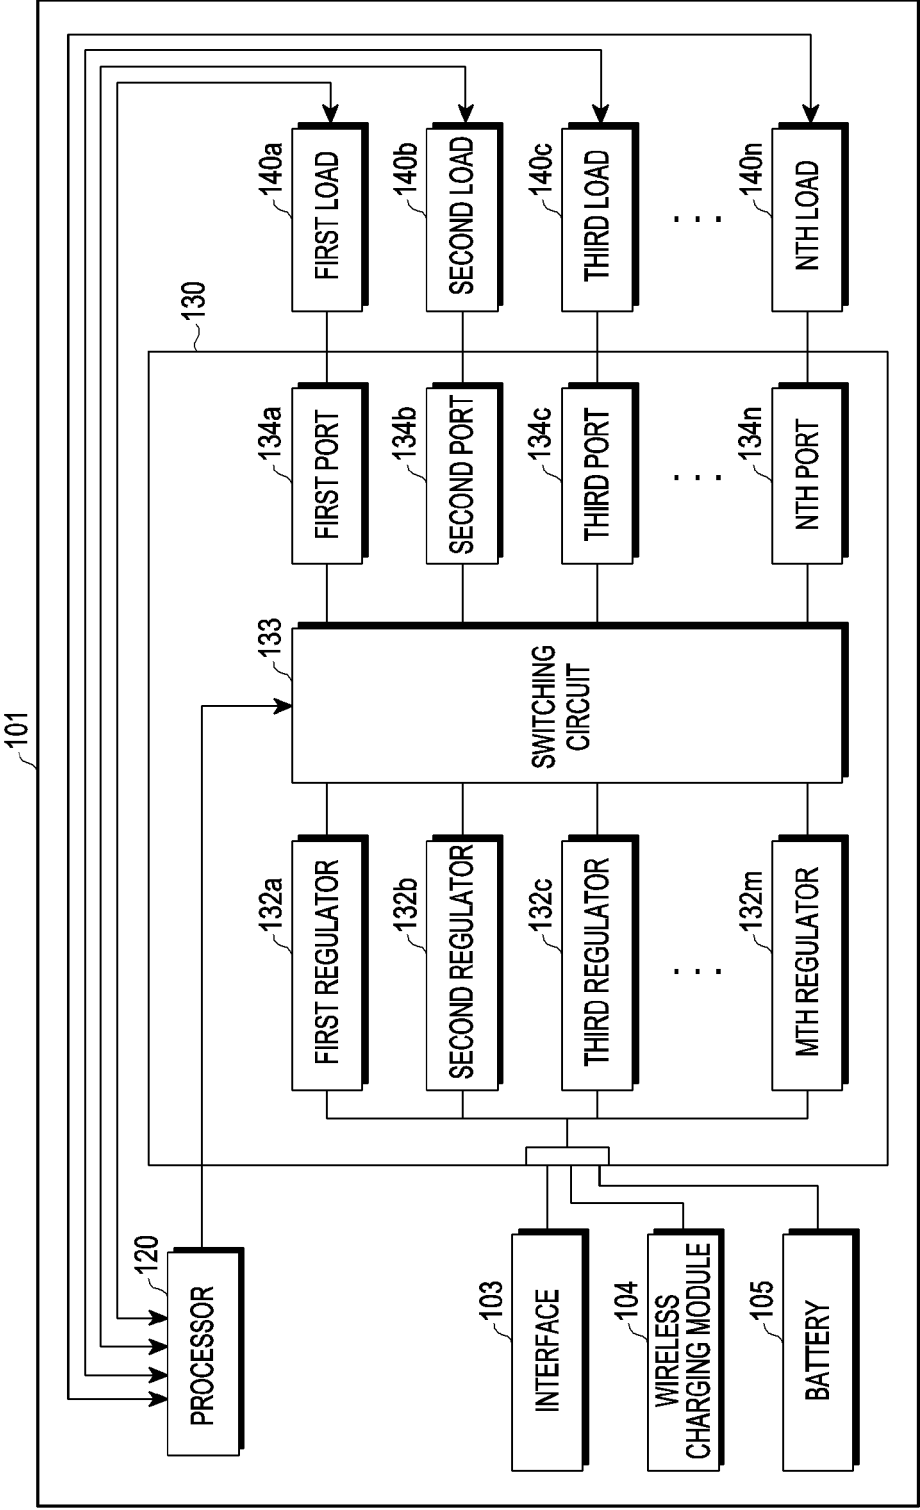 101
120
PROCESSOR
103
INTERFACE
104
WIRELESS
CHARGING MODULE
105
BATTERY
130
132a
FIRST REGULATOR
132b
SECOND REGULATOR
132c
THIRD REGULATOR
. . .
132m
MTH REGULATOR
133
SWITCHING
CIRCUIT
134a
FIRST PORT
134b
SECOND PORT
134c
THIRD PORT
. . .
134n
NTH PORT
140a
FIRST LOAD
140b
SECOND LOAD
140c
THIRD LOAD
. . .
140n
NTH LOAD